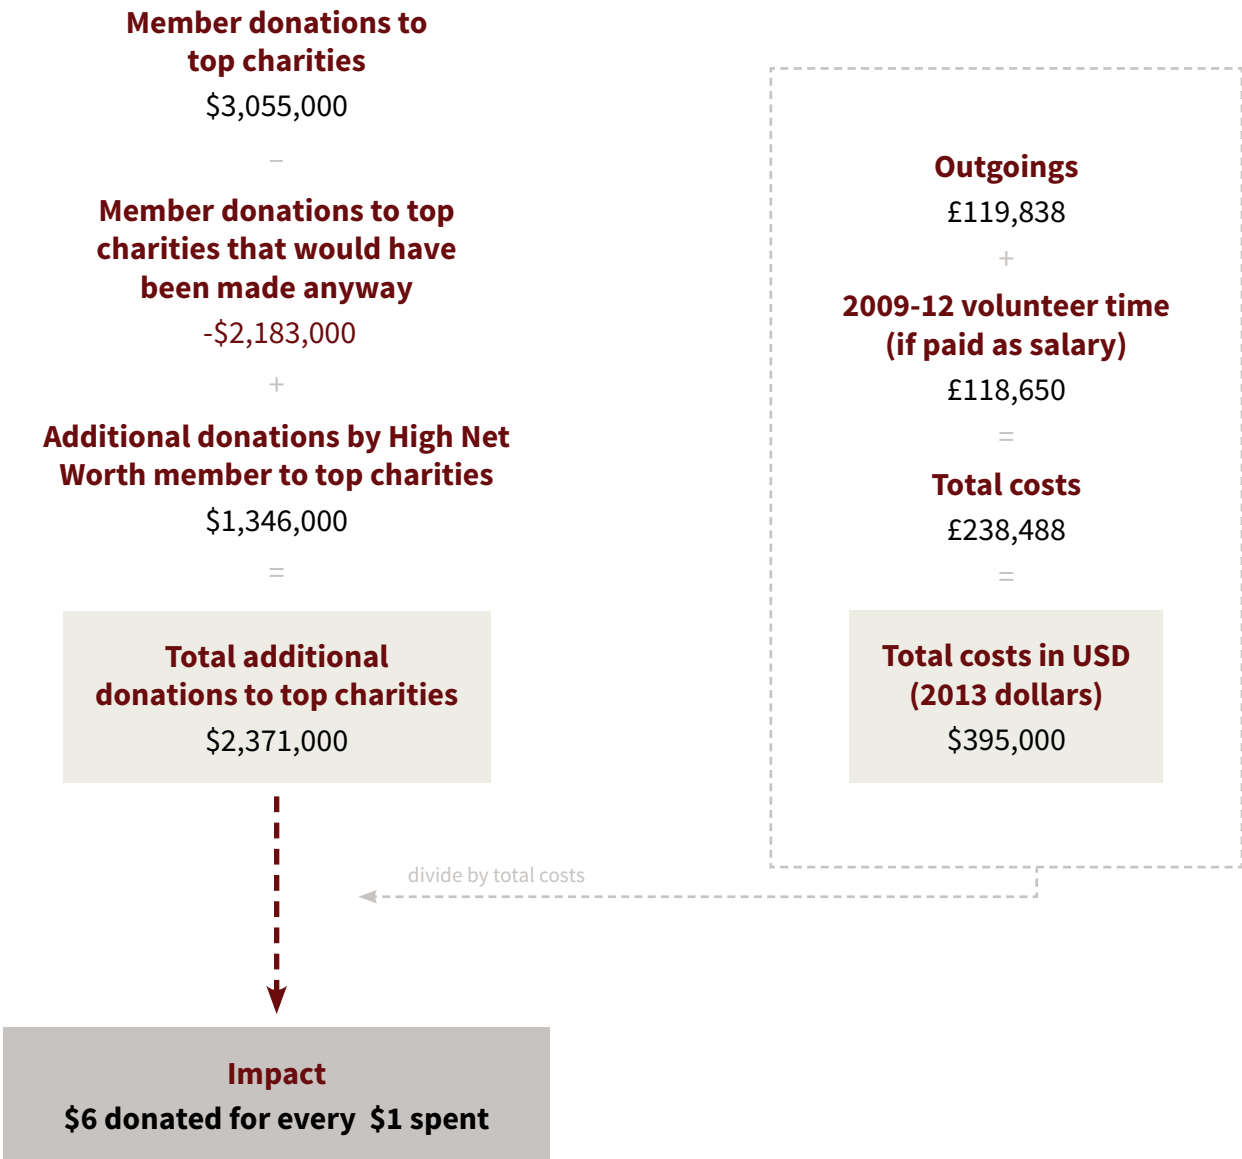 Member donations to
top charities
$3,055,000
–
Member donations to top
charities that would have
been made anyway
-$2,183,000
+
Additional donations by High Net
Worth member to top charities
$1,346,000
=
Total additional
donations to top charities
$2,371,000
Outgoings
£119,838
+
2009-12 volunteer time
(if paid as salary)
£118,650
=
Total costs
£238,488
=
Total costs in USD
(2013 dollars)
$395,000
divide by total costs
Impact
$6 donated for every $1 spent